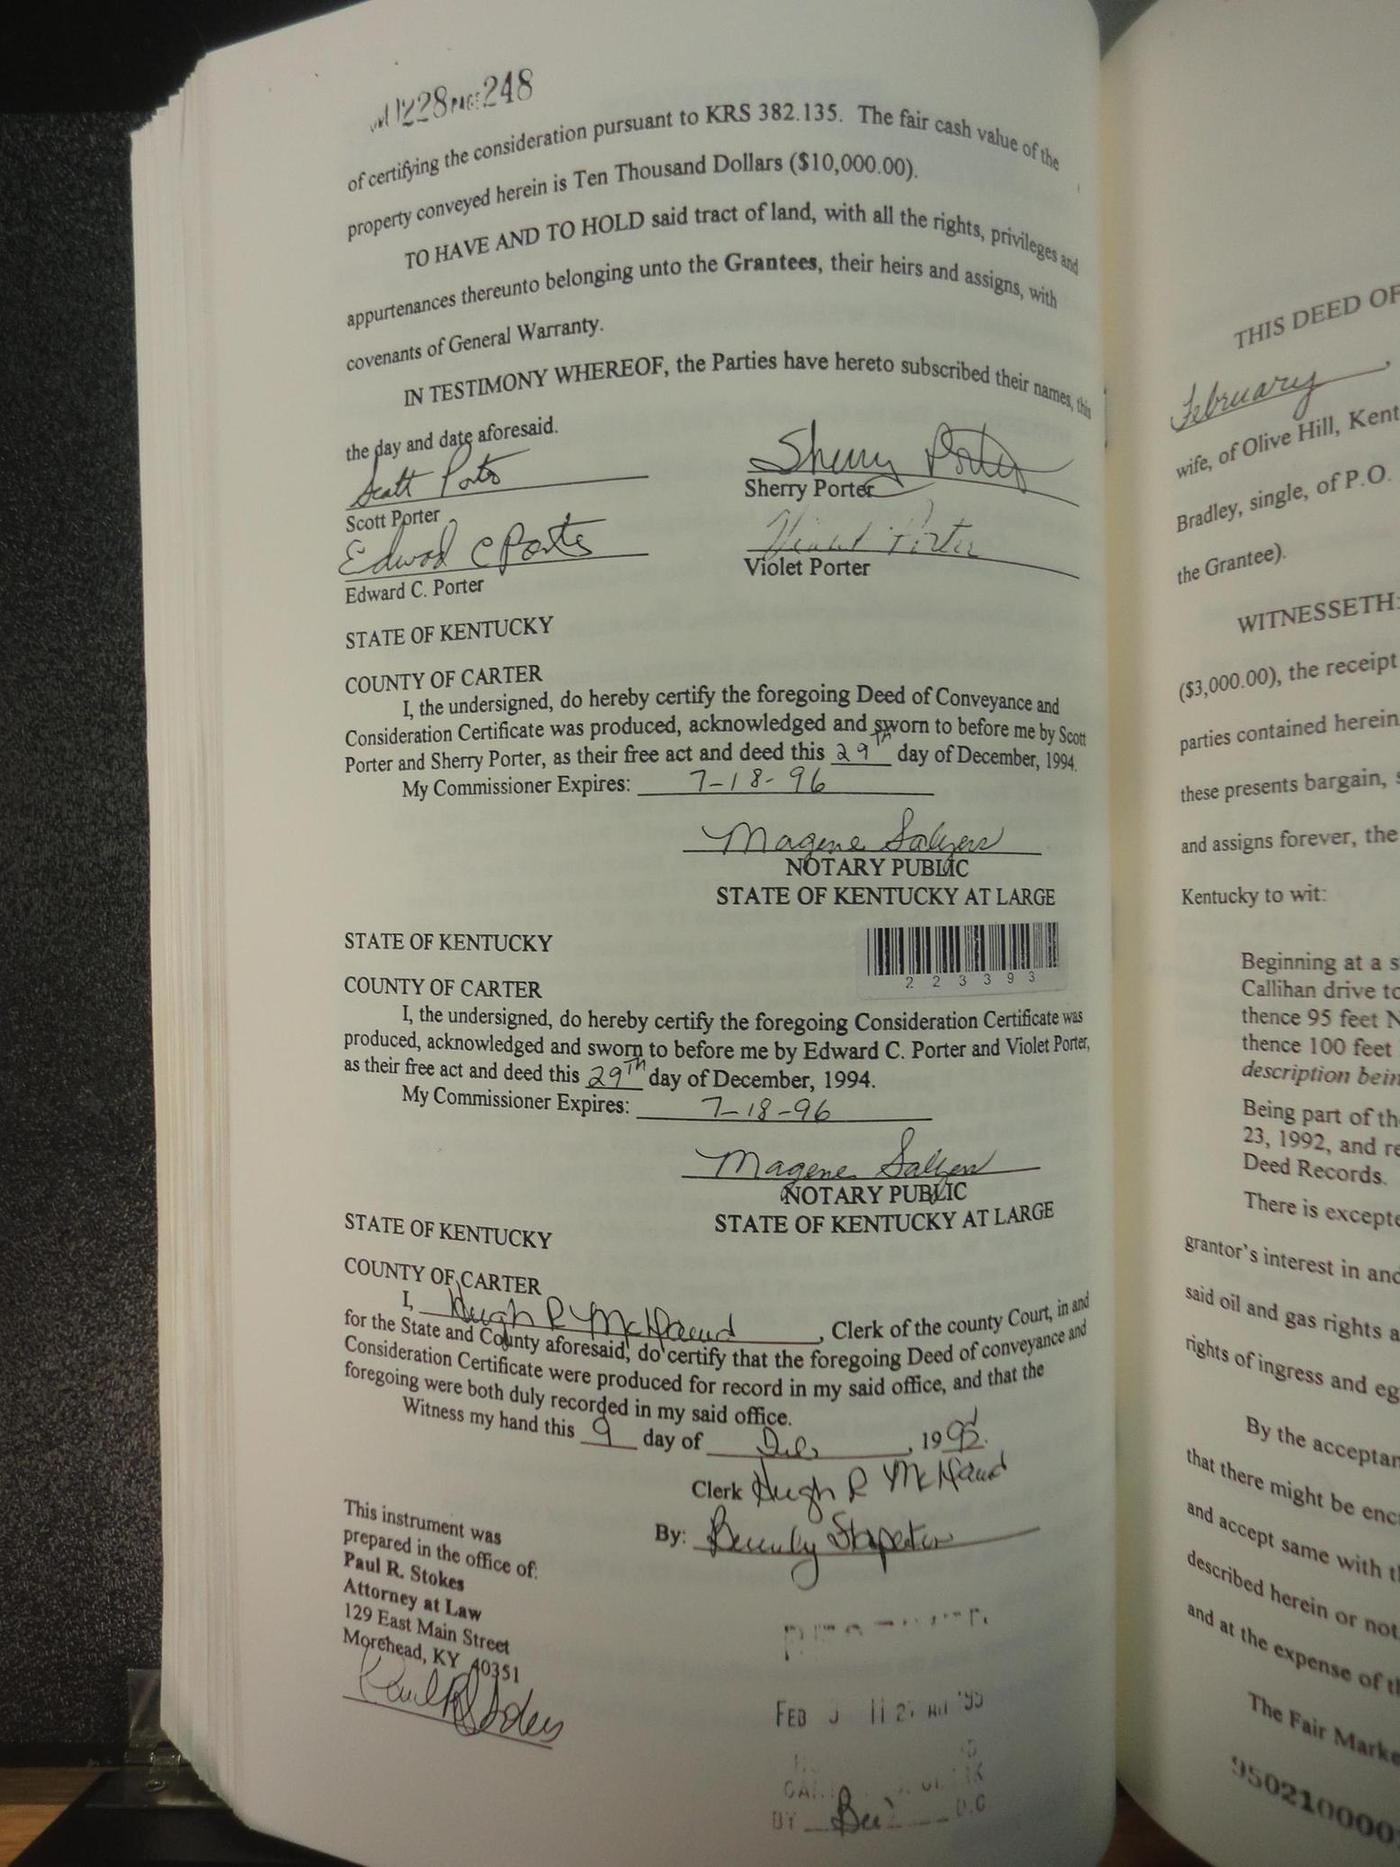 1228 PAGE 248
of certifying the consideration pursuant to KRS 382.135. The fair cash value of the
property conveyed herein is Ten Thousand Dollars ($10,000.00).
TO HAVE AND TO HOLD said tract of land, with all the rights, privileges and
appurtenances thereunto belonging unto the Grantees, their heirs and assigns, with
covenants of General Warranty.
IN TESTIMONY WHEREOF, the Parties have hereto subscribed their names, this
the day and date aforesaid.
Scott Porter Sherry Porter
Scott Porter Sherry Porter
Edward C Porter Violet Porter
Edward C. Porter Violet Porter
STATE OF KENTUCKY
COUNTY OF CARTER
I, the undersigned, do hereby certify the foregoing Deed of Conveyance and
Consideration Certificate was produced, acknowledged and sworn to before me by Scott
Porter and Sherry Porter, as their free act and deed this 29th day of December, 1994.
My Commissioner Expires: 7-18-96
Magene Salyers
NOTARY PUBLIC
STATE OF KENTUCKY AT LARGE
223393
STATE OF KENTUCKY
COUNTY OF CARTER
I, the undersigned, do hereby certify the foregoing Consideration Certificate was
produced, acknowledged and sworn to before me by Edward C. Porter and Violet Porter,
as their free act and deed this 29TH day of December, 1994.
My Commissioner Expires: 7-18-96
Magene Salyers
NOTARY PUBLIC
STATE OF KENTUCKY AT LARGE
STATE OF KENTUCKY
COUNTY OF CARTER
I, Hugh R McDavid, Clerk of the county Court, in and
for the State and County aforesaid, do certify that the foregoing Deed of conveyance and
Consideration Certificate were produced for record in my said office, and that the
foregoing were both duly recorded in my said office.
Witness my hand this 9 day of Feb, 1995.
Clerk Hugh R McDavid
By: Beverly Stapleton
This instrument was
prepared in the office of:
Paul R. Stokes
Attorney at Law
129 East Main Street
Morehead, KY 40351
Paul R Stokes
FEB 11 27 AM '95
BY Bev D.C
THIS DEED OF
February
wife, of Olive Hill, Kent
Bradley, single, of P.O.
the Grantee).
WITNESSETH:
($3,000.00), the receipt
parties contained herein
these presents bargain, s
and assigns forever, the
Kentucky to wit:
Beginning at a s
Callihan drive to
thence 95 feet N
thence 100 feet
description bein
Being part of th
23, 1992, and re
Deed Records.
There is excepte
grantor's interest in and
said oil and gas rights a
rights of ingress and eg
By the acceptan
that there might be enc
and accept same with th
described herein or not
and at the expense of th
The Fair Marke
950210000